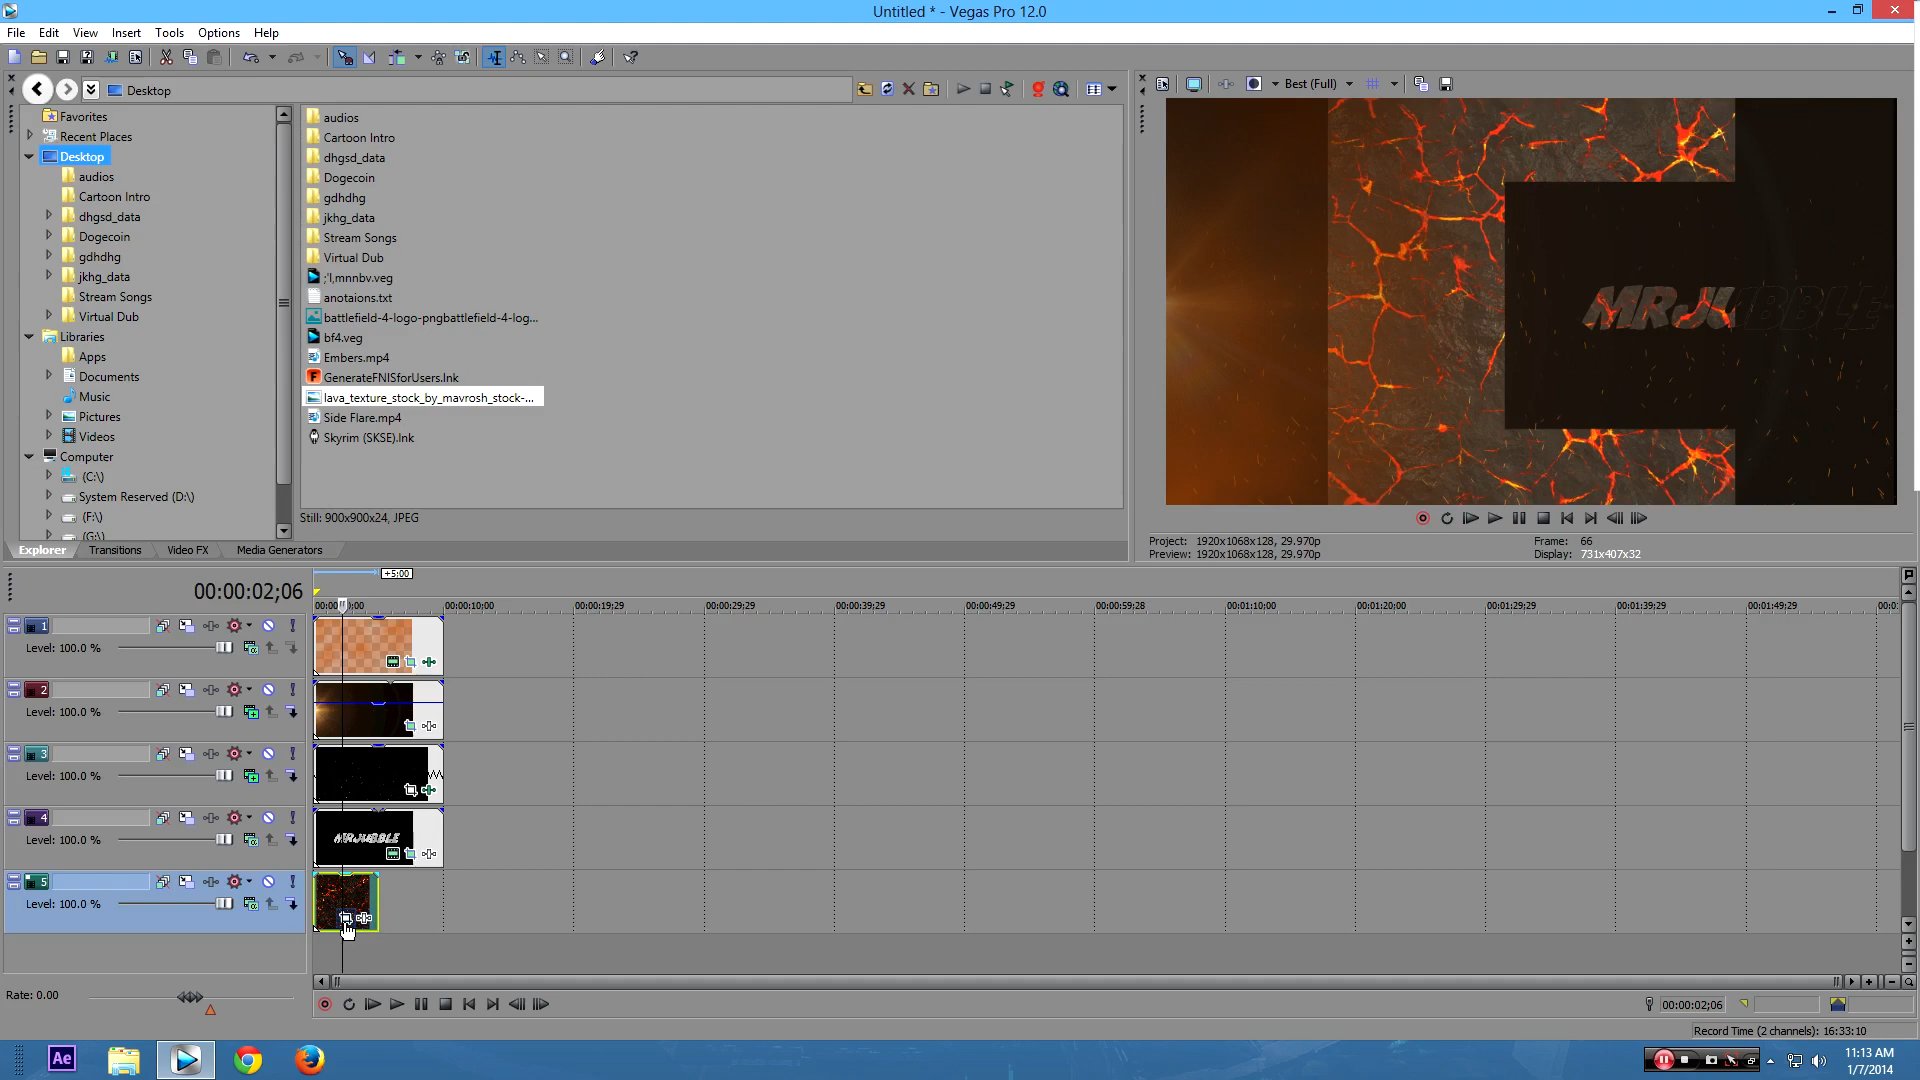 Untitled * - Vegas Pro 12.0
File Edit View Insert Tools Options Help
Desktop
Best (Full)
Favorites
Recent Places
Desktop
audios
Cartoon Intro
dhgsd_data
Dogecoin
gdhdhg
jkhg_data
Stream Songs
Virtual Dub
Libraries
Apps
Documents
Music
Pictures
Videos
Computer
(C:\)
System Reserved (D:\)
(F:\)
(G:\)
audios
Cartoon Intro
dhgsd_data
Dogecoin
gdhdhg
jkhg_data
Stream Songs
Virtual Dub
;'l,mnnbv.veg
anotaions.txt
battlefield-4-logo-pngbattlefield-4-log...
bf4.veg
Embers.mp4
GenerateFNISforUsers.lnk
lava_texture_stock_by_mavrosh_stock-...
Side Flare.mp4
Skyrim (SKSE).lnk
Still: 900x900x24, JPEG
Explorer Transitions Video FX Media Generators
MRJUBBLE
Project: 1920x1068x128, 29.970p
Preview: 1920x1068x128, 29.970p
Frame: 66
Display: 731x407x32
00:00:02;06
+5:00
00:00:10;00 00:00:19;29 00:00:29;29 00:00:39;29 00:00:49;29 00:00:59;28 00:01:10;00 00:01:20;00 00:01:29;29 00:01:39;29 00:01:49;29
1
Level: 100.0 %
2
Level: 100.0 %
3
Level: 100.0 %
4
Level: 100.0 %
MRJUBBLE
5
Level: 100.0 %
Rate: 0.00
00:00:02;06
Record Time (2 channels): 16:33:10
Ae
11:13 AM
1/7/2014